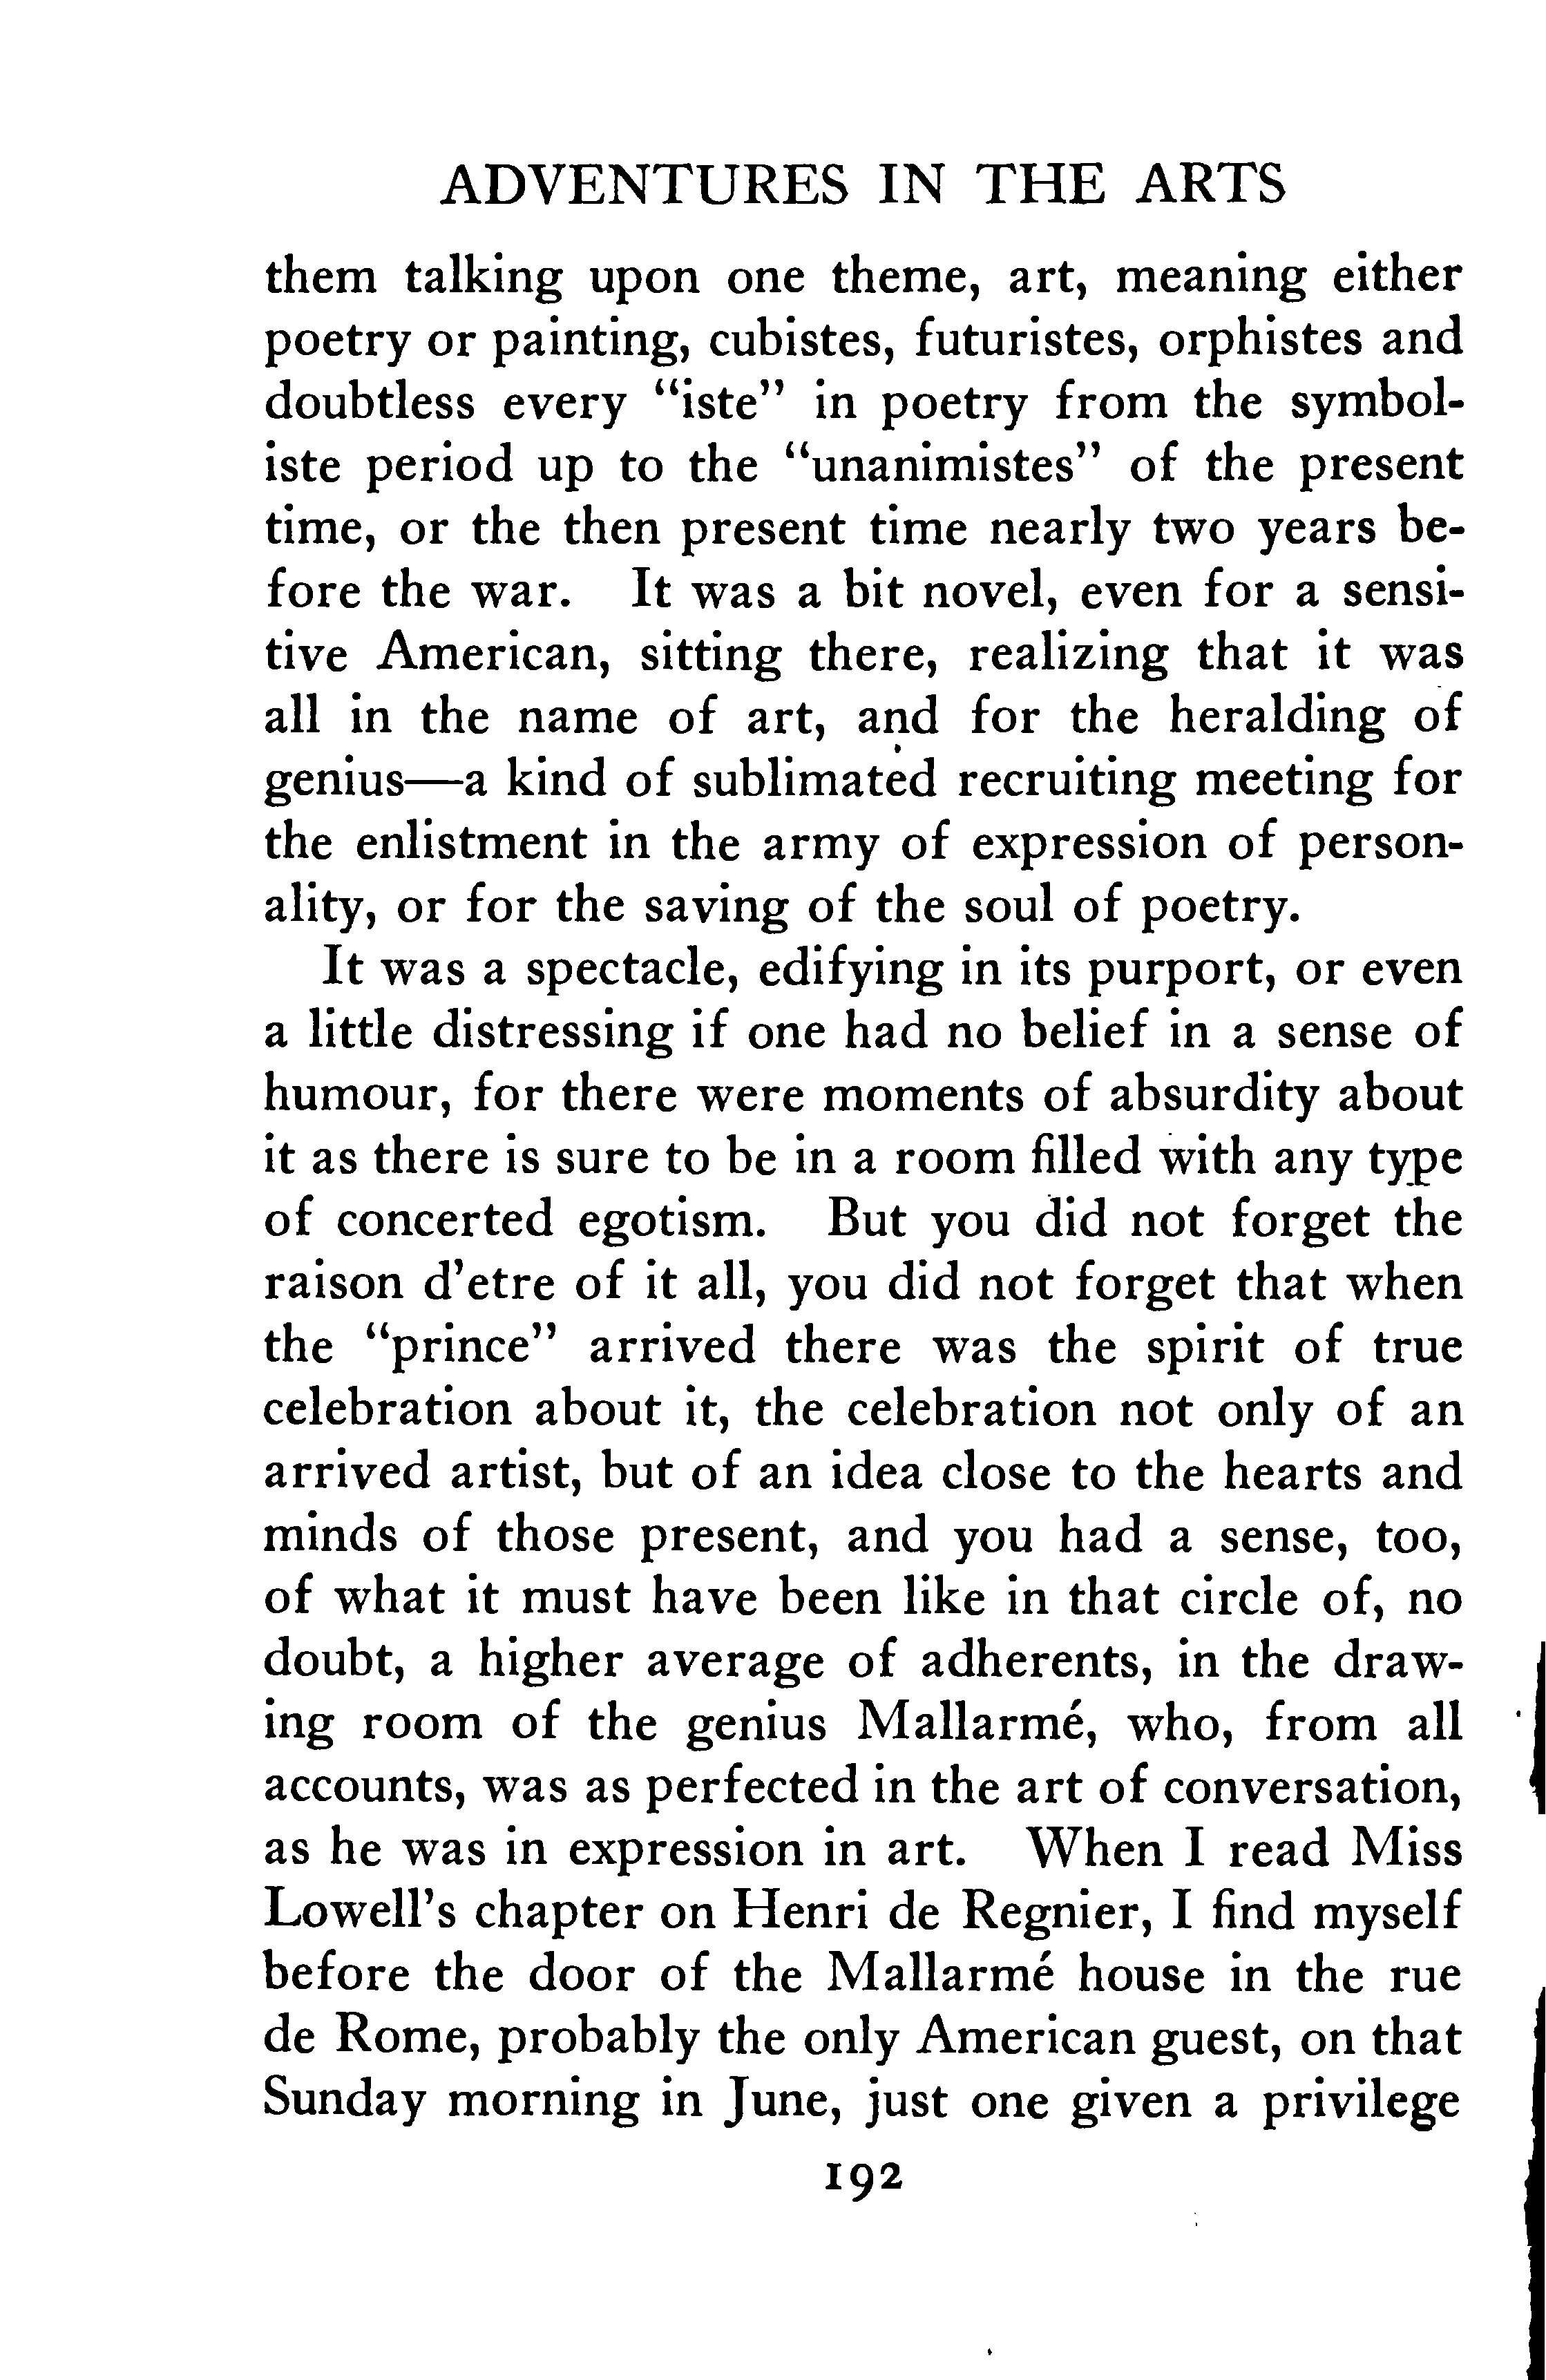 ADVENTURES IN THE ARTS
them talking upon one theme, art, meaning either
poetry or painting, cubistes, futuristes, orphistes and
doubtless every “iste” in poetry from the symbol-
iste period up to the “unanimistes” of the present
time, or the then present time nearly two years be-
fore the war. It was a bit novel, even for a sensi-
tive American, sitting there, realizing that it was
all in the name of art, and for the heralding of
genius—a kind of sublimated recruiting meeting for
the enlistment in the army of expression of person-
ality, or for the saving of the soul of poetry.
It was a spectacle, edifying in its purport, or even
a little distressing if one had no belief in a sense of
humour, for there were moments of absurdity about
it as there is sure to be in a room filled with any type
of concerted egotism. But you did not forget the
raison d’etre of it all, you did not forget that when
the “prince” arrived there was the spirit of true
celebration about it, the celebration not only of an
arrived artist, but of an idea close to the hearts and
minds of those present, and you had a sense, too,
of what it must have been like in that circle of, no
doubt, a higher average of adherents, in the draw-
ing room of the genius Mallarmé, who, from all
accounts, was as perfected in the art of conversation,
as he was in expression in art. When I read Miss
Lowell’s chapter on Henri de Regnier, I find myself
before the door of the Mallarmé house in the rue
de Rome, probably the only American guest, on that
Sunday morning in June, just one given a privilege
192